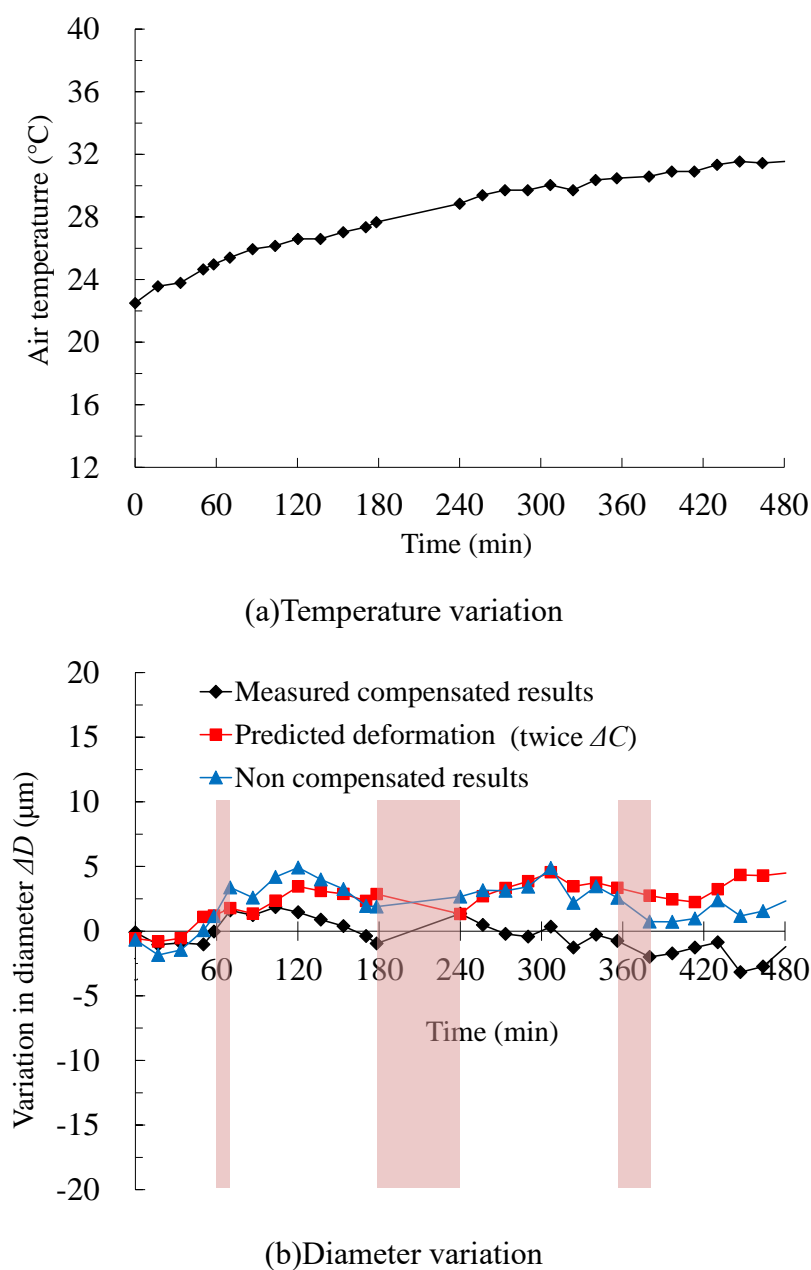 40
36
32
28
24
20
16
12
Air temperaturre (°C)
0 60 120 180 240 300 360 420 480
Time (min)
(a)Temperature variation
20
15
10
5
0
-5
-10
-15
-20
Variation in diameter ΔD (μm)
Measured compensated results
Predicted deformation (twice ΔC)
Non compensated results
60 120 180 240 300 360 420 480
Time (min)
(b)Diameter variation